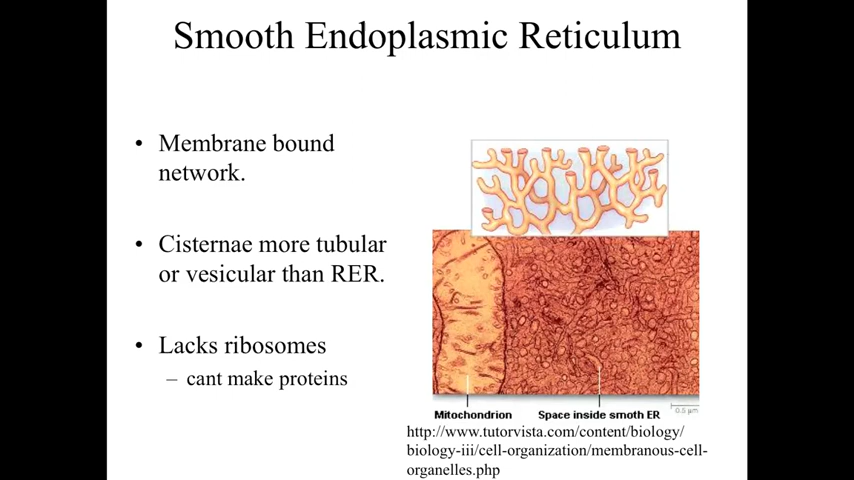 Smooth Endoplasmic Reticulum
• Membrane bound
network.
• Cisternae more tubular
or vesicular than RER.
• Lacks ribosomes
– cant make proteins
Mitochondrion Space inside smoth ER
0.5 µm
http://www.tutorvista.com/content/biology/
biology-iii/cell-organization/membranous-cell-
organelles.php